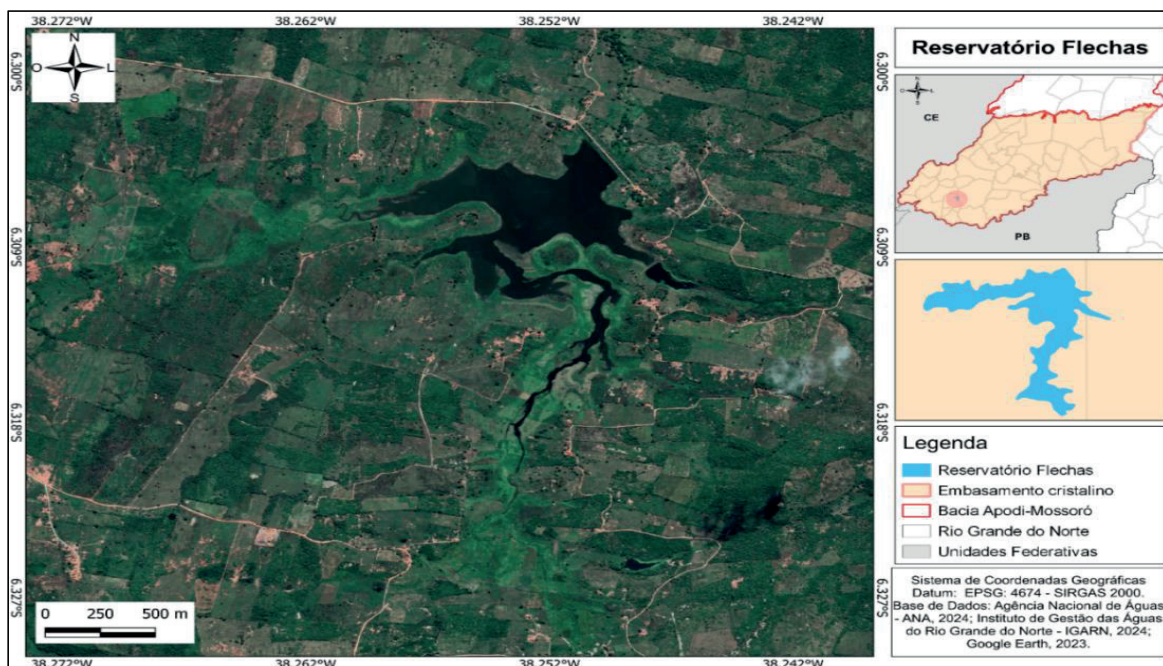 38.272°W 38.262°W 38.252°W 38.242°W
N
O L
S
6.300°S
6.309°S
6.318°S
6.327°S
6.300°S
6.309°S
6.318°S
6.327°S
0 250 500 m
38.272°W 38.262°W 38.252°W 38.242°W
Reservatório Flechas
N
O L
S
CE
PB
Legenda
Reservatório Flechas
Embasamento cristalino
Bacia Apodi-Mossoró
Rio Grande do Norte
Unidades Federativas
Sistema de Coordenadas Geográficas
Datum: EPSG: 4674 - SIRGAS 2000.
Base de Dados: Agência Nacional de Águas
- ANA, 2024; Instituto de Gestão das Águas
do Rio Grande do Norte - IGARN, 2024;
Google Earth, 2023.